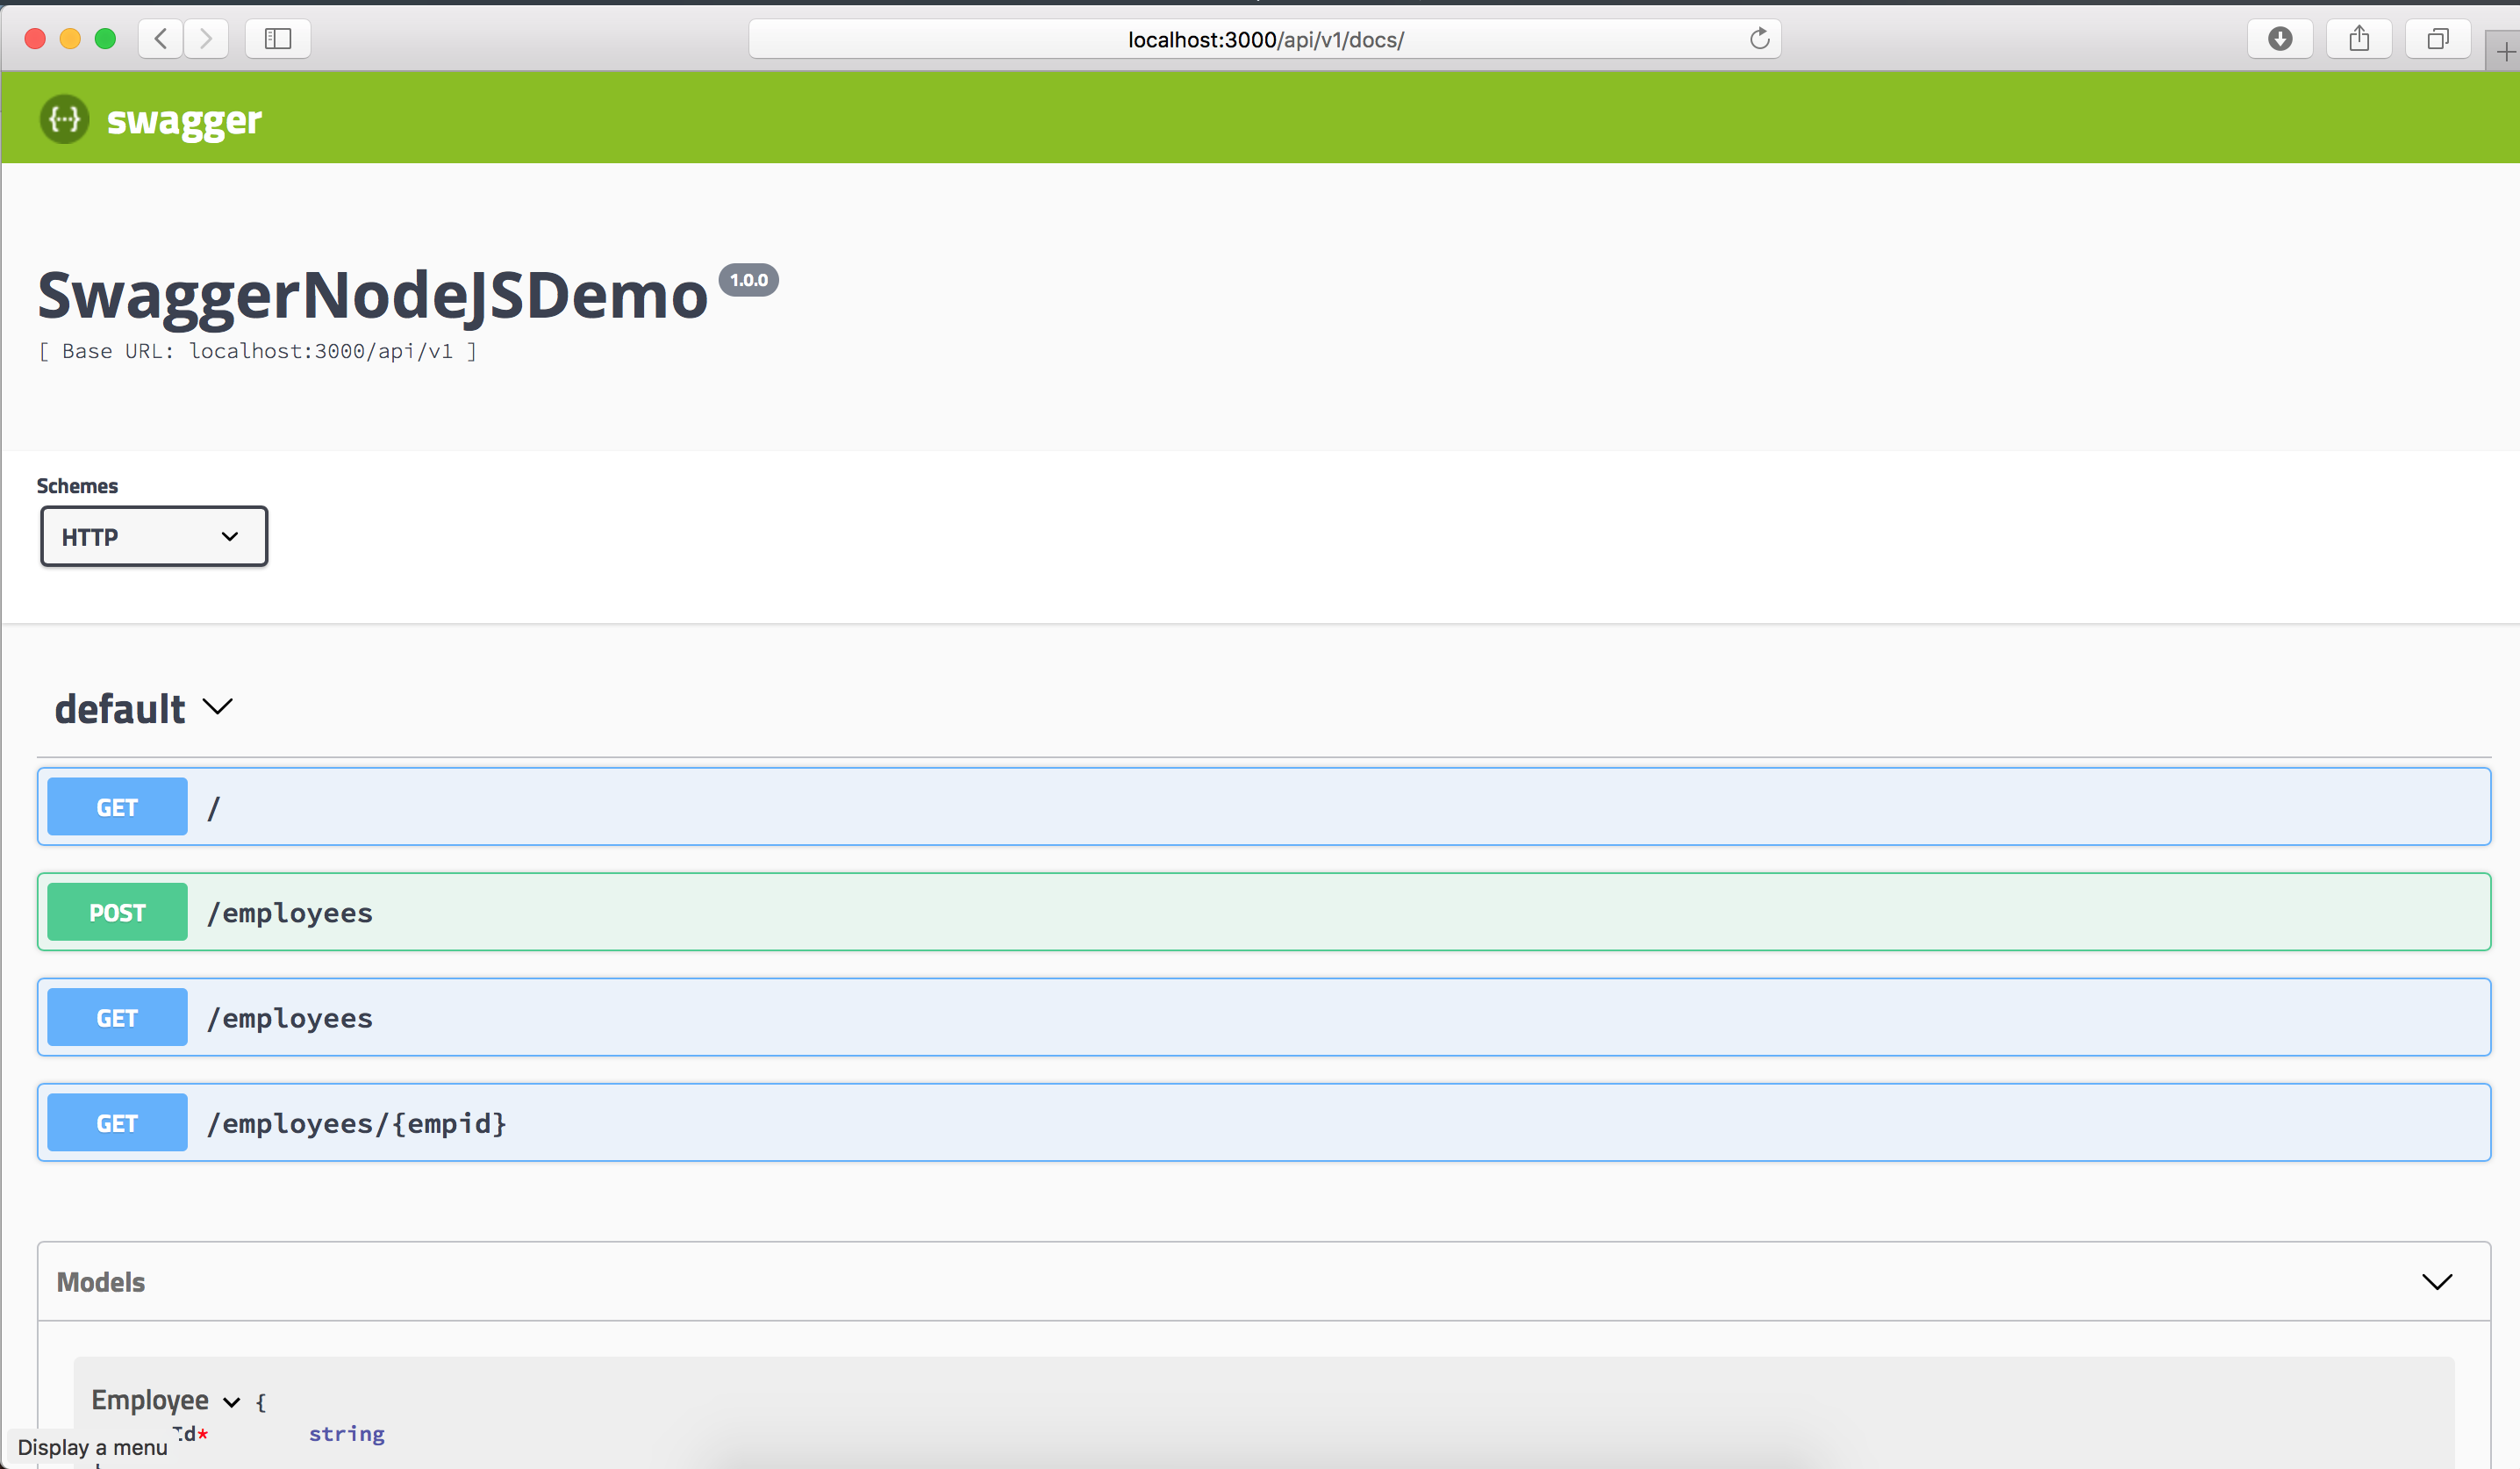 localhost:3000/api/v1/docs/
{···} swagger
SwaggerNodeJSDemo 1.0.0
[ Base URL: localhost:3000/api/v1 ]
Schemes
HTTP
default
GET /
POST /employees
GET /employees
GET /employees/{empid}
Models
Employee {
string
Display a menu